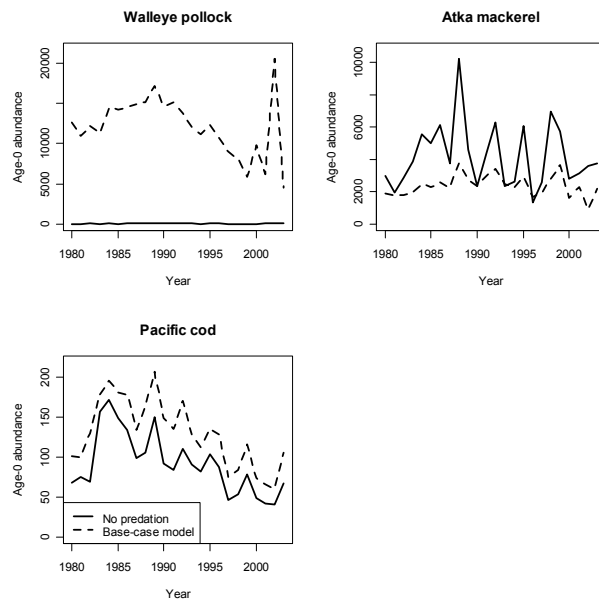 Walleye pollock
Age-0 abundance
0 5000 10000 20000
1980 1985 1990 1995 2000
Year
Atka mackerel
Age-0 abundance
0 2000 6000 10000
1980 1985 1990 1995 2000
Year
Pacific cod
Age-0 abundance
0 50 100 150 200
No predation
Base-case model
1980 1985 1990 1995 2000
Year